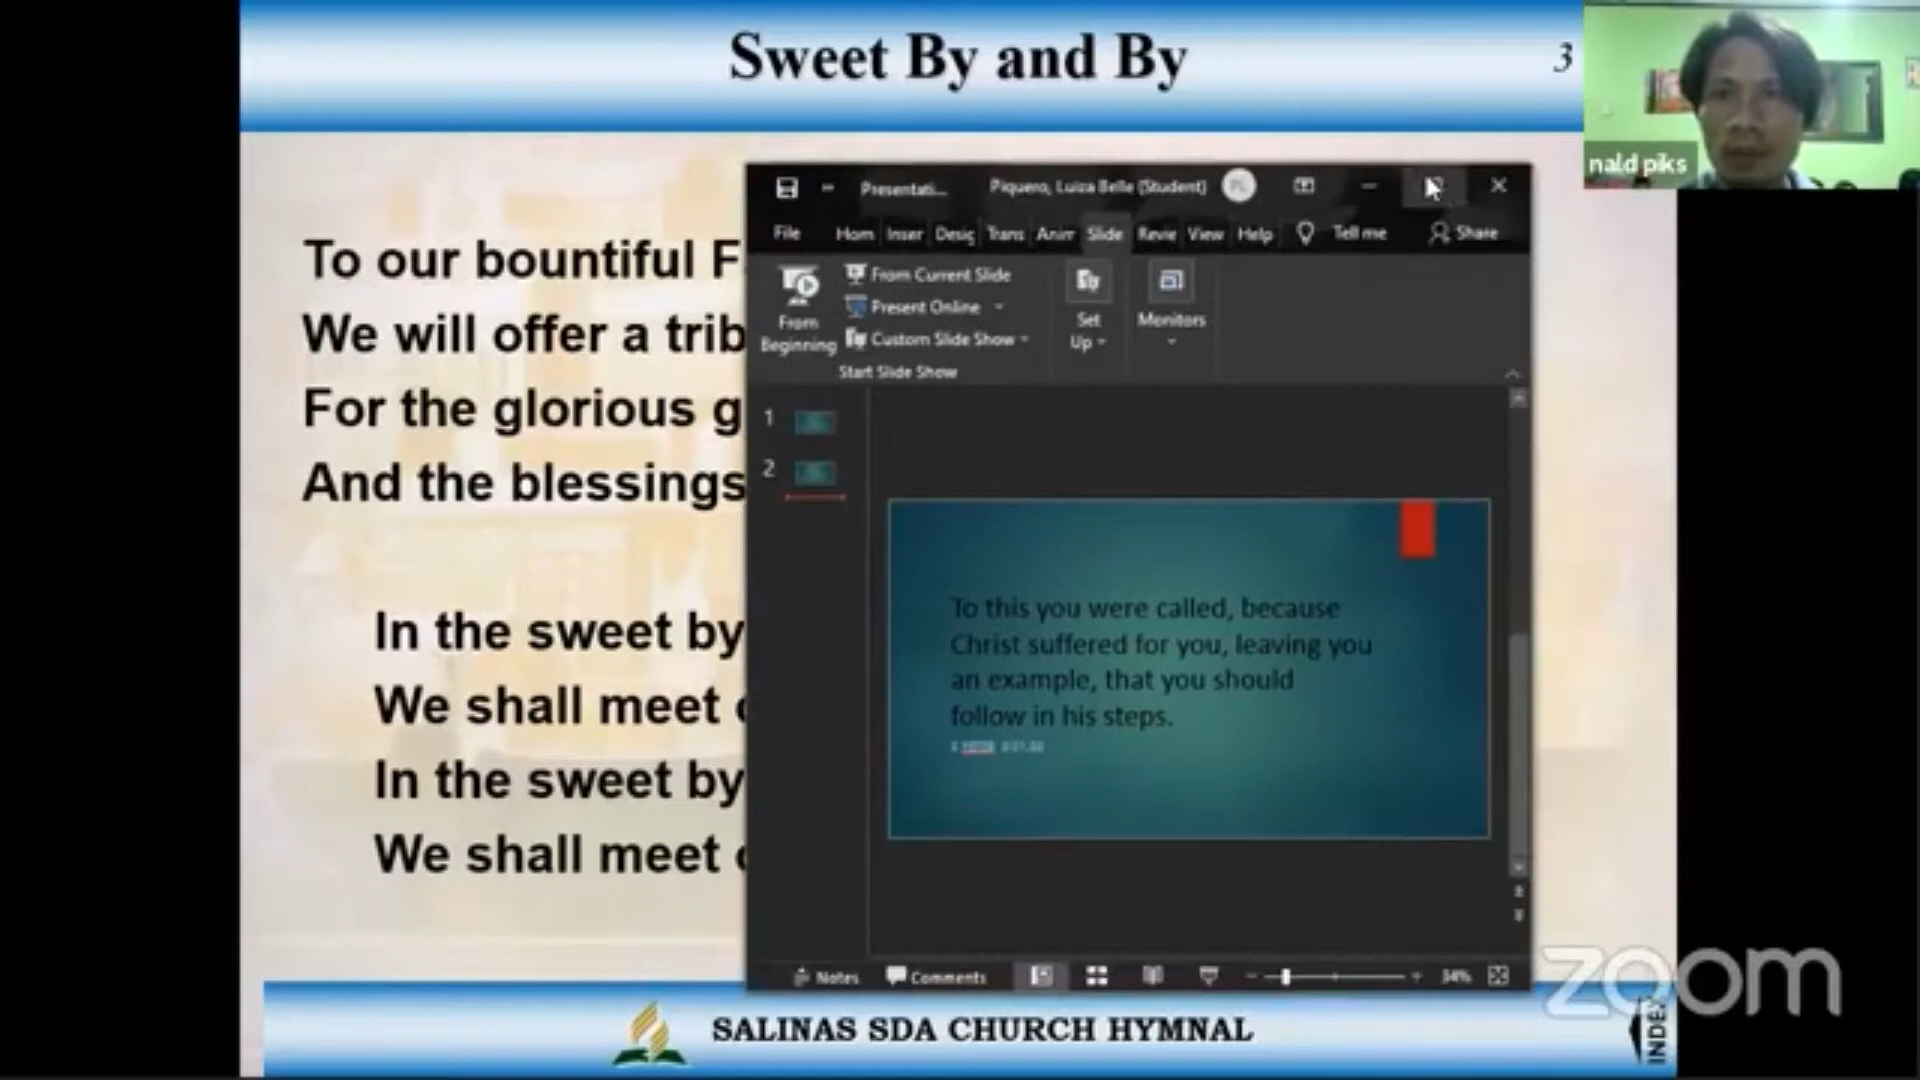 Sweet By and By
3
nald piks
To our bountiful F
We will offer a trib
For the glorious g
And the blessings
In the sweet by
We shall meet
In the sweet by
We shall meet
Presentati...
Piquero, Luiza Belle (Student)
PL
File Hom Inser Desig Trans Anim Slide Revie View Help Tell me Share
From Beginning
From Current Slide
Present Online
Custom Slide Show
Start Slide Show
Set Up
Monitors
1
2
To this you were called, because
Christ suffered for you, leaving you
an example, that you should
follow in his steps.
Notes Comments 34%
SALINAS SDA CHURCH HYMNAL
INDEX
zoom